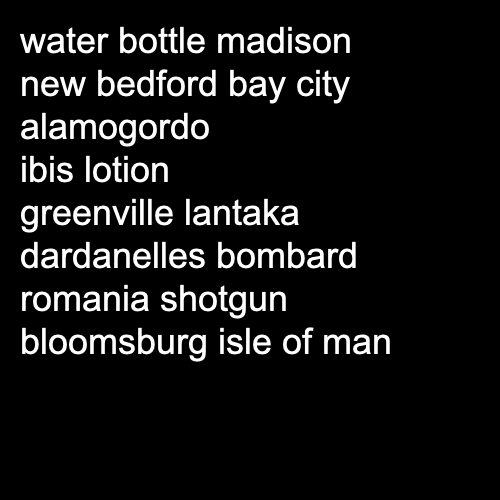 water bottle madison
new bedford bay city
alamogordo
ibis lotion
greenville lantaka
dardanelles bombard
romania shotgun
bloomsburg isle of man